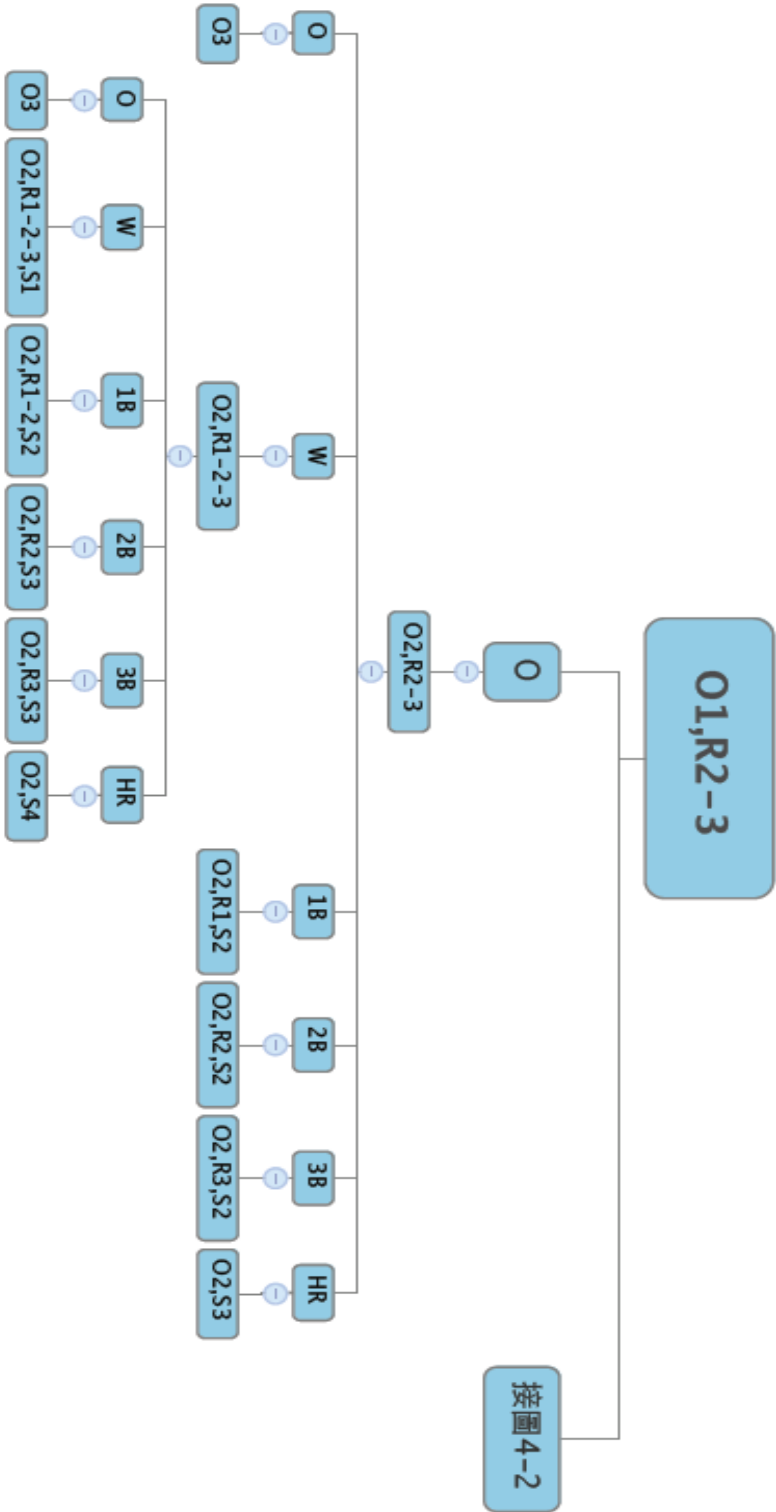 O1,R2-3
O
接圖4-2
O2,R2-3
O
W
1B
2B
3B
HR
O3
O2,R1-2-3
O2,R1,S2
O2,R2,S2
O2,R3,S2
O2,S3
O
W
1B
2B
3B
HR
O3
O2,R1-2-3,S1
O2,R1-2,S2
O2,R2,S3
O2,R3,S3
O2,S4